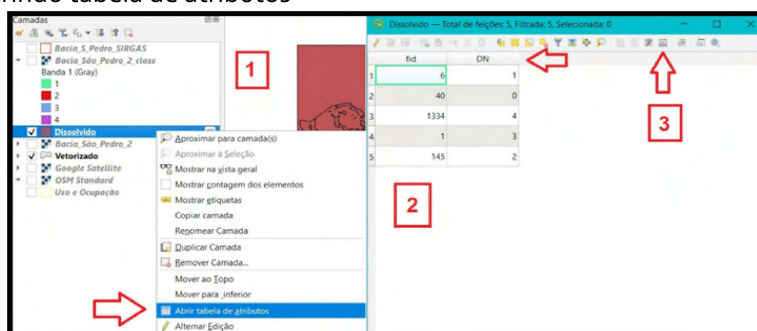 tabela de atributos
Camadas
Bacia_S_Pedro_SIRGAS
Bacia_São_Pedro_2_class
Banda 1 (Gray)
1
2
3
4
Dissolvido
Bacia_São_Pedro_2
Vetorizado
Google Satellite
OSM Standard
Uso e Ocupação
1
Aproximar para camada(s)
Aproximar à Seleção
Mostrar na vista geral
Mostrar contagem dos elementos
Mostrar etiquetas
Copiar camada
Renomear Camada
Duplicar Camada
Remover Camada...
Mover ao Topo
Mover para _inferior
Abrir tabela de atributos
Alternar Edição
Dissolvido — Total de feições: 5, Filtrada: 5, Selecionada: 0
fid DN
1 6 1
2 40 0
3 1334 4
4 1 3
5 145 2
2
3